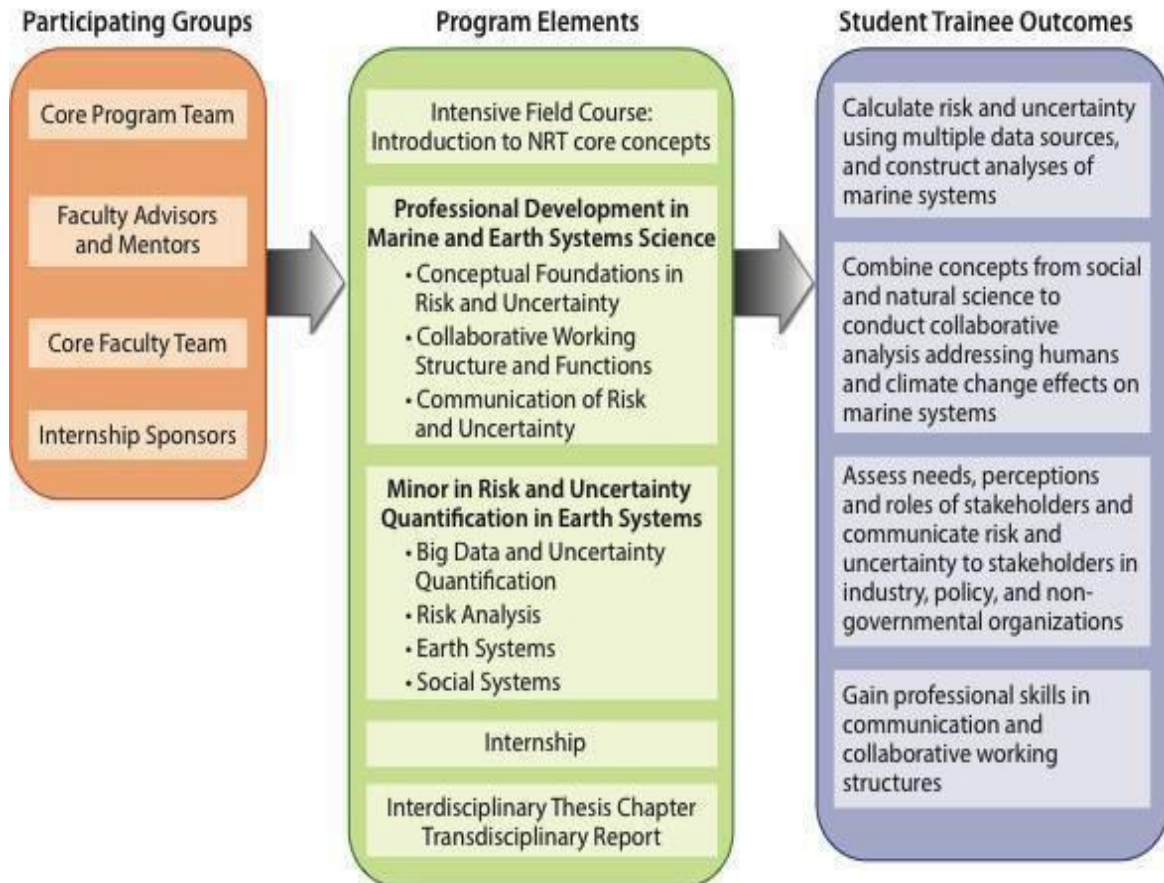 Participating Groups
Core Program Team
Faculty Advisors
and Mentors
Core Faculty Team
Internship Sponsors
Program Elements
Intensive Field Course:
Introduction to NRT core concepts
Professional Development in
Marine and Earth Systems Science
• Conceptual Foundations in
Risk and Uncertainty
• Collaborative Working
Structure and Functions
• Communication of Risk
and Uncertainty
Minor in Risk and Uncertainty
Quantification in Earth Systems
• Big Data and Uncertainty
Quantification
• Risk Analysis
• Earth Systems
• Social Systems
Internship
Interdisciplinary Thesis Chapter
Transdisciplinary Report
Student Trainee Outcomes
Calculate risk and uncertainty
using multiple data sources,
and construct analyses of
marine systems
Combine concepts from social
and natural science to
conduct collaborative
analysis addressing humans
and climate change effects on
marine systems
Assess needs, perceptions
and roles of stakeholders and
communicate risk and
uncertainty to stakeholders in
industry, policy, and non-
governmental organizations
Gain professional skills in
communication and
collaborative working
structures